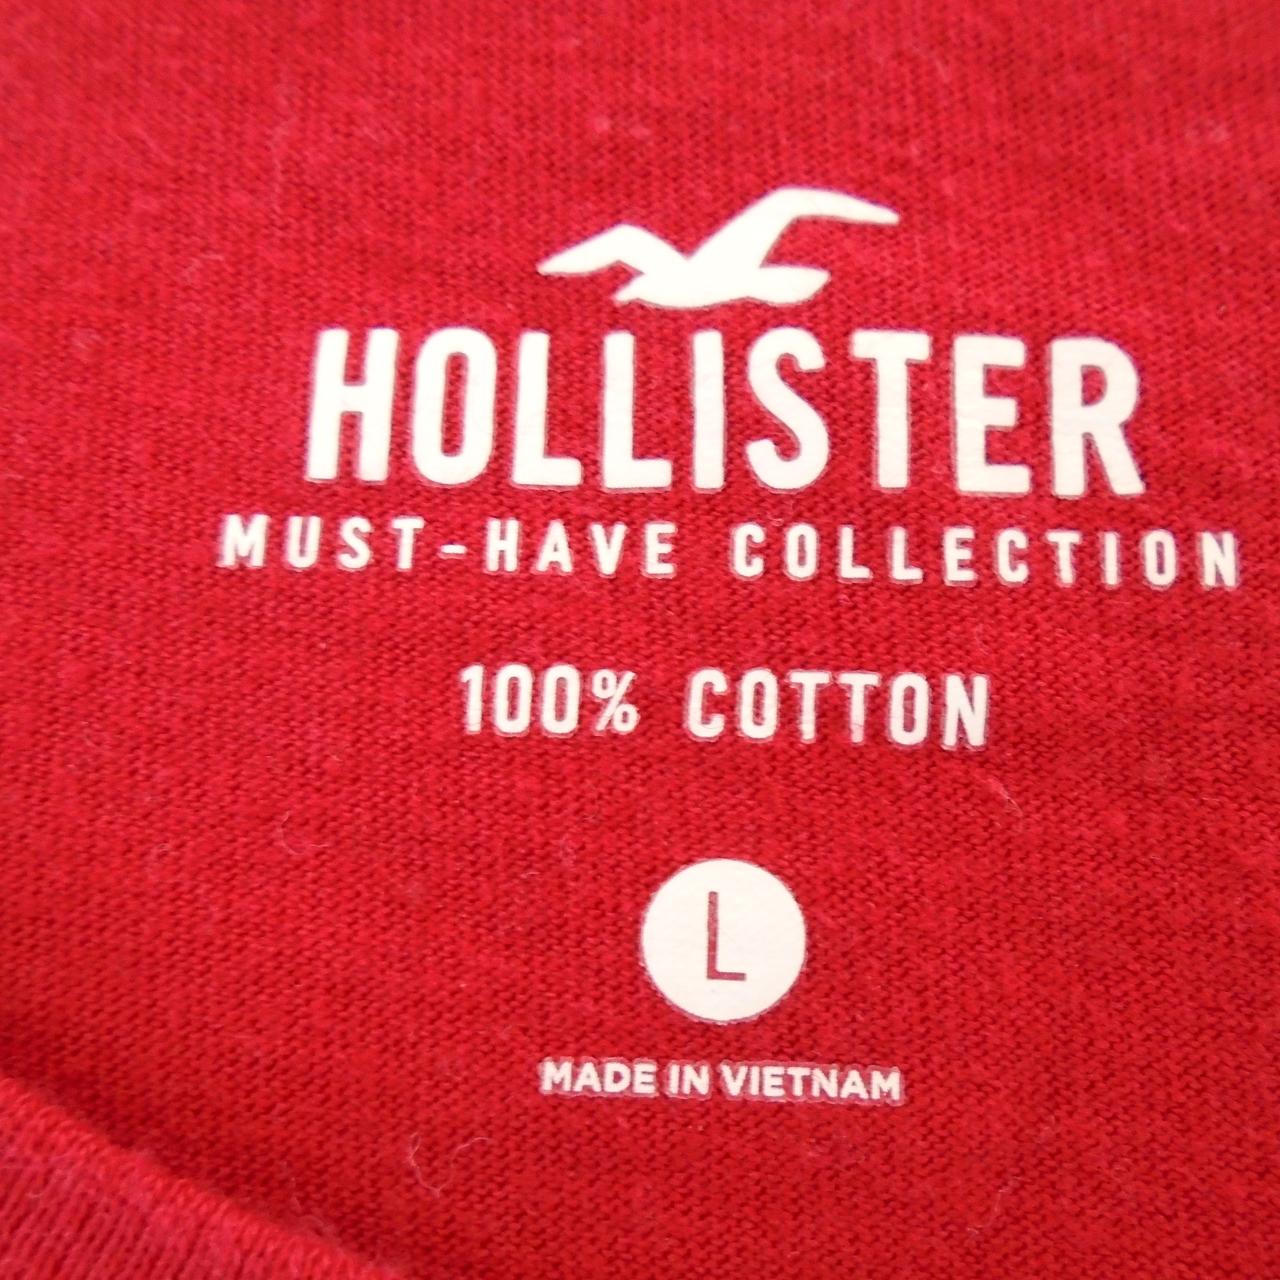 HOLLISTER
MUST-HAVE COLLECTION
100% COTTON
L
MADE IN VIETNAM